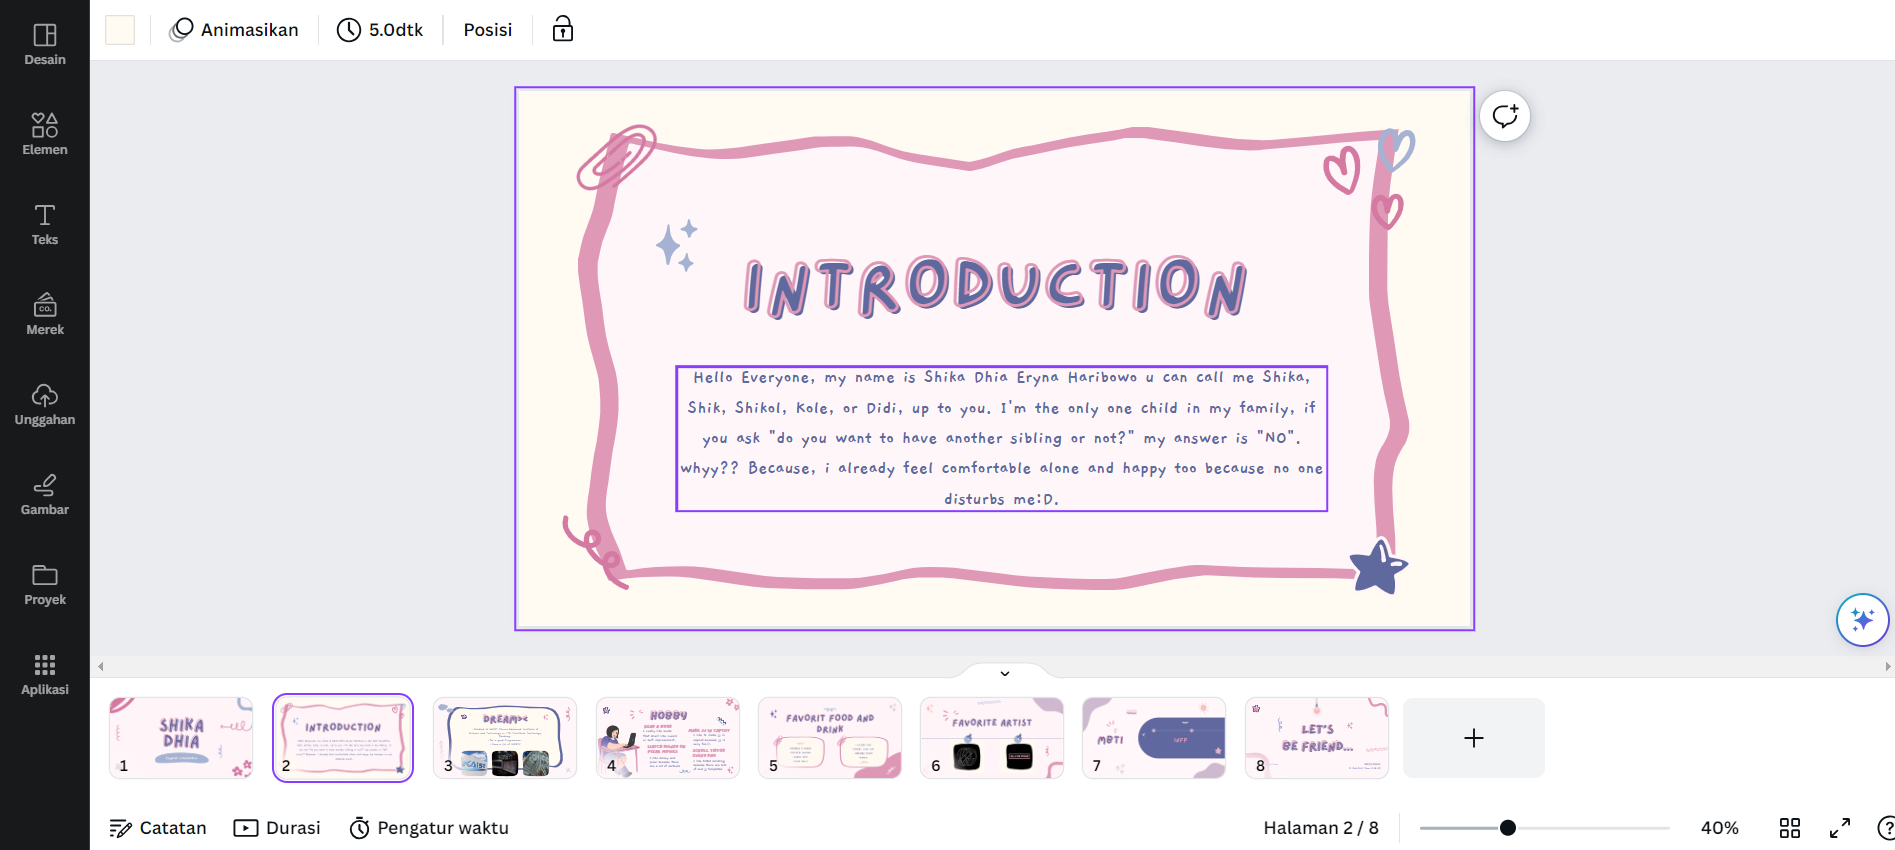 Animasikan
5.0dtk
Posisi
Desain
Elemen
Teks
CO.
Merek
Unggahan
Gambar
Proyek
Aplikasi
INTRODUCTION
Hello Everyone, my name is Shika Dhia Eryna Haribowo u can call me Shika,
Shik, Shikol, Kole, or Didi, up to you. I'm the only one child in my family, if
you ask "do you want to have another sibling or not?" my answer is "NO".
whyy?? Because, i already feel comfortable alone and happy too because no one
disturbs me:D.
SHIKA
DHIA
1
INTRODUCTION
2
DREAM
3
HOBBY
4
FAVORIT FOOD AND
DRINK
5
FAVORITE ARTIST
6
MBTI
7
LET'S
BE FRIEND...
8
Catatan
Durasi
Pengatur waktu
Halaman 2 / 8
40%